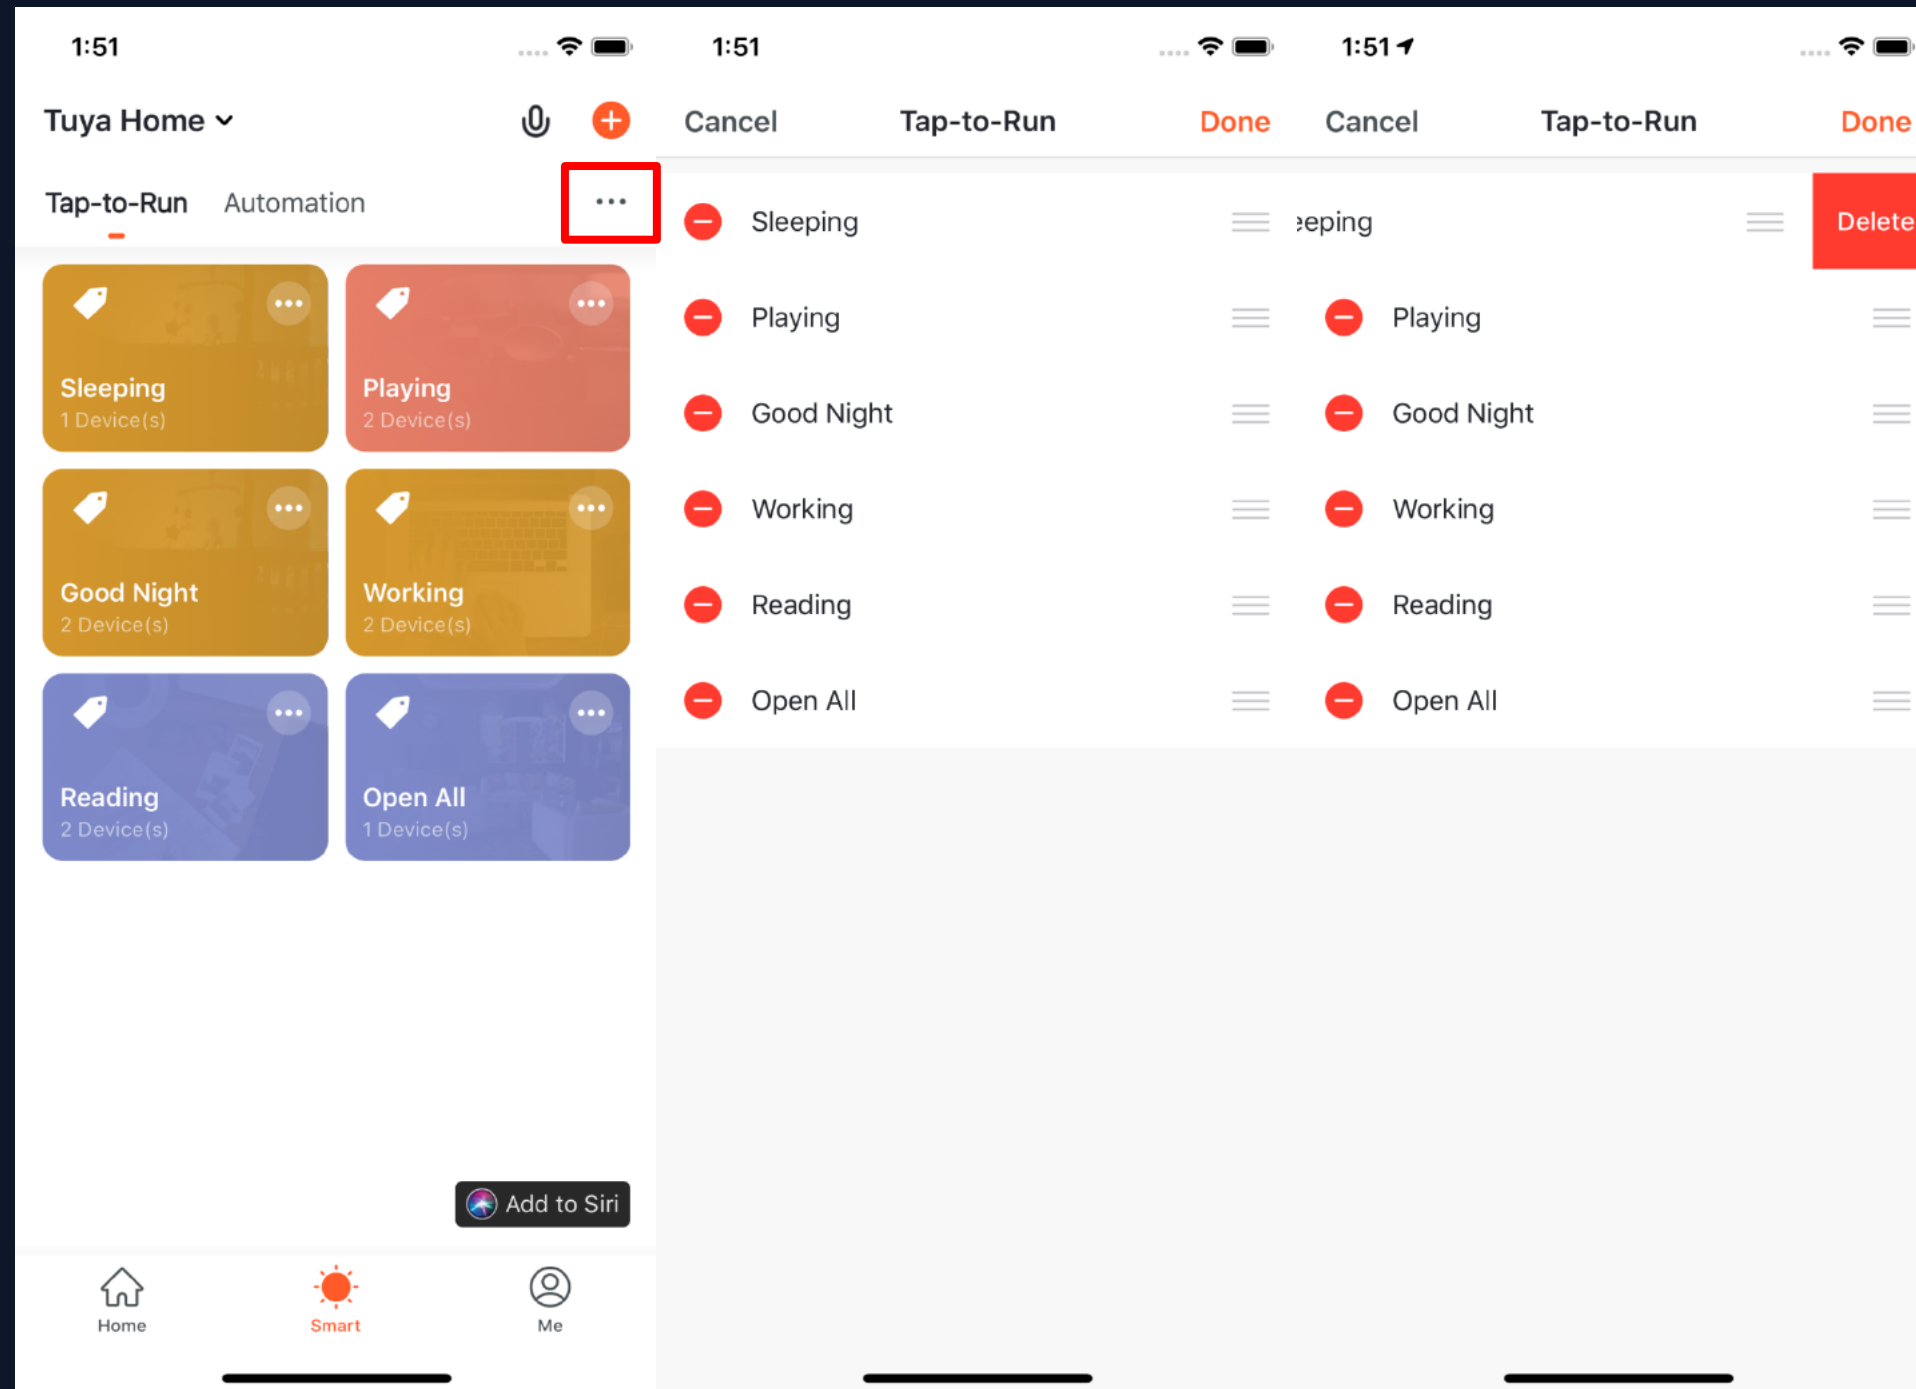 1:51
Tuya Home
Tap-to-Run Automation
Sleeping
1 Device(s)
Playing
2 Device(s)
Good Night
2 Device(s)
Working
2 Device(s)
Reading
2 Device(s)
Open All
1 Device(s)
Add to Siri
Home Smart Me
1:51
Cancel Tap-to-Run Done
Sleeping
Playing
Good Night
Working
Reading
Open All
1:51
Cancel Tap-to-Run Done
eeping Delete
Playing
Good Night
Working
Reading
Open All